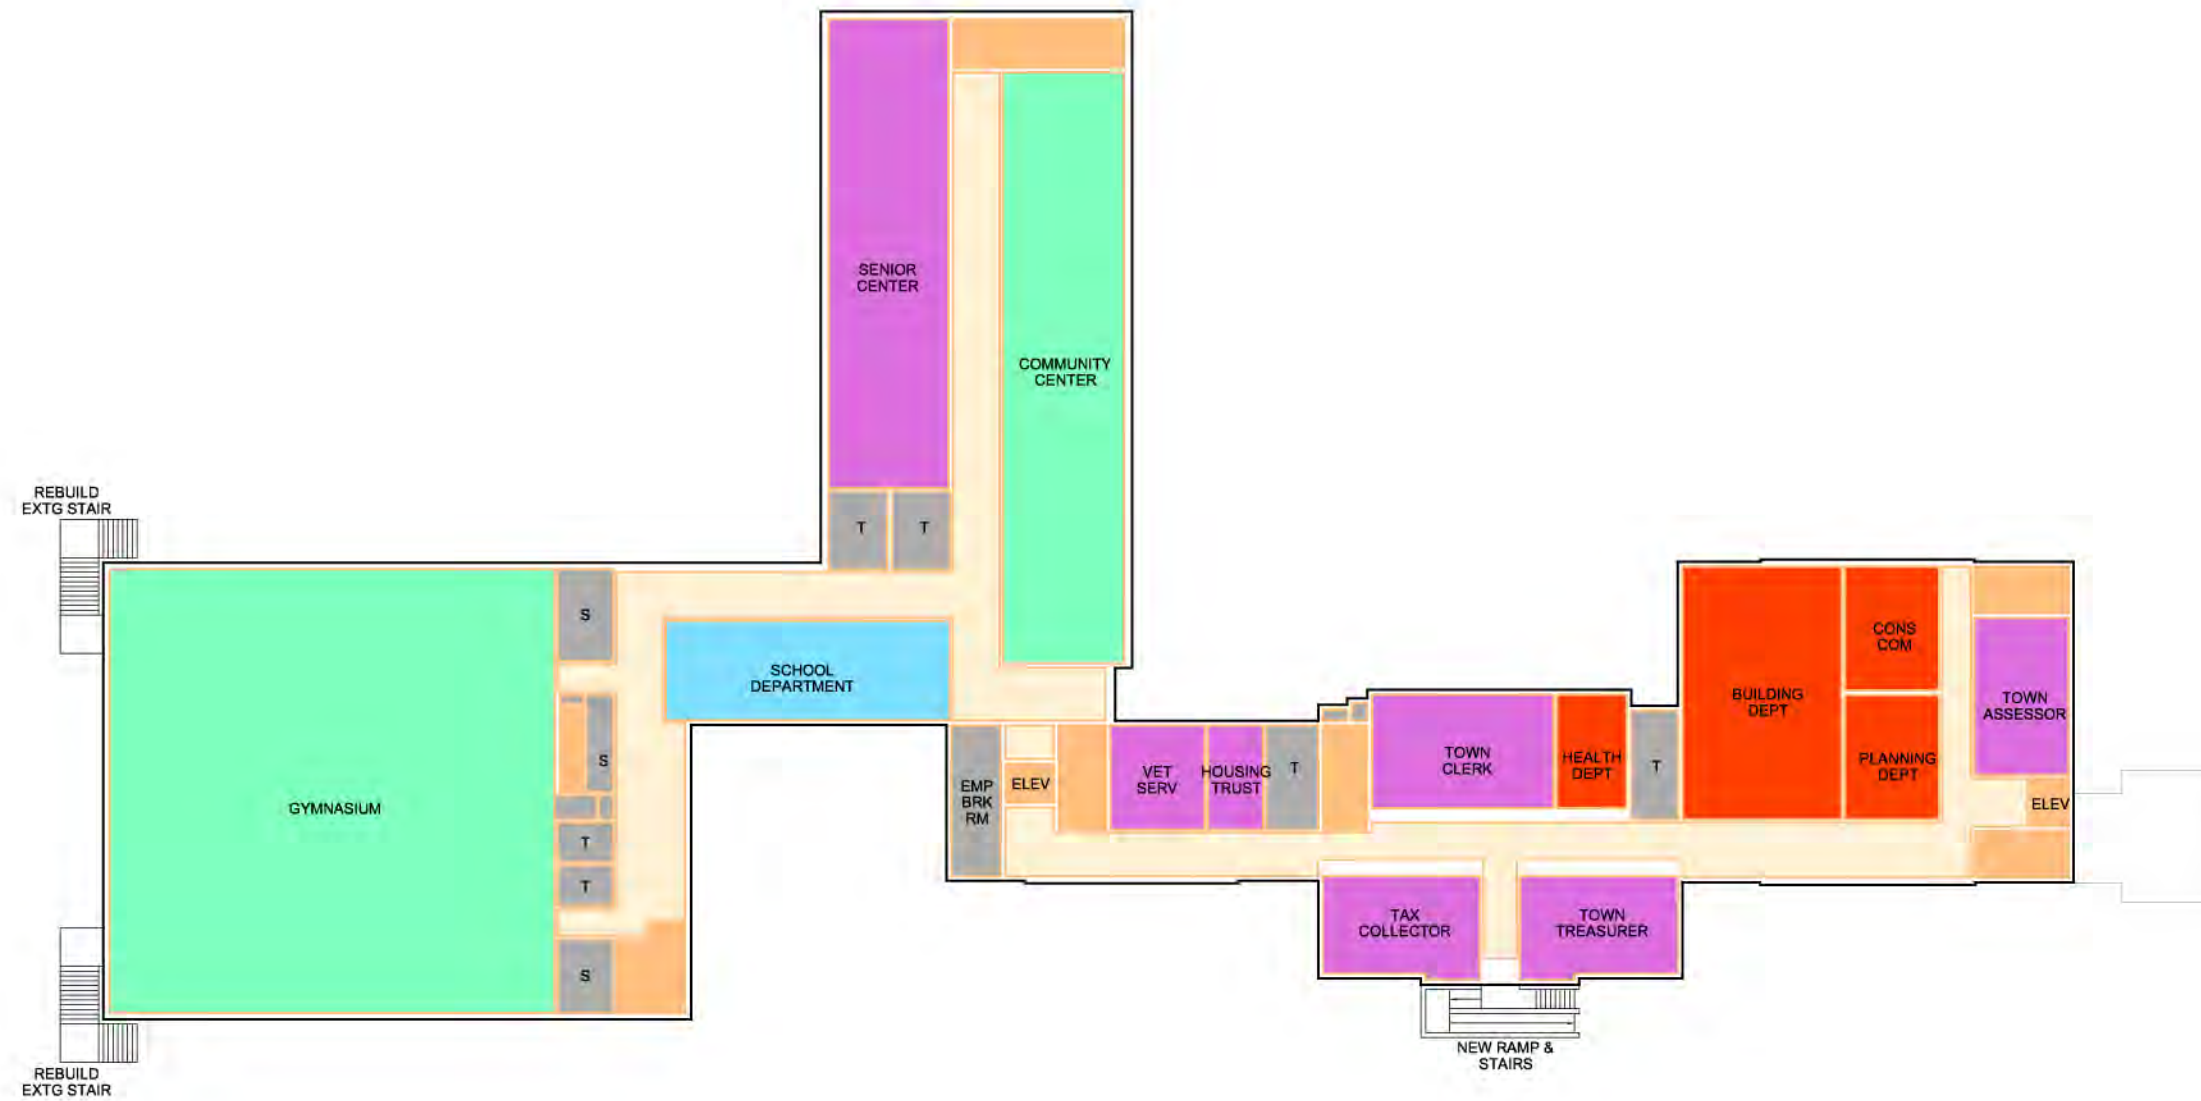 SENIOR
CENTER
COMMUNITY
CENTER
REBUILD
EXTG STAIR
T
T
S
SCHOOL
DEPARTMENT
CONS
COM
BUILDING
DEPT
TOWN
ASSESSOR
S
GYMNASIUM
EMP
BRK
RM
ELEV
VET
SERV
HOUSING
TRUST
T
TOWN
CLERK
HEALTH
DEPT
T
PLANNING
DEPT
ELEV
T
T
TAX
COLLECTOR
TOWN
TREASURER
S
NEW RAMP &
STAIRS
REBUILD
EXTG STAIR